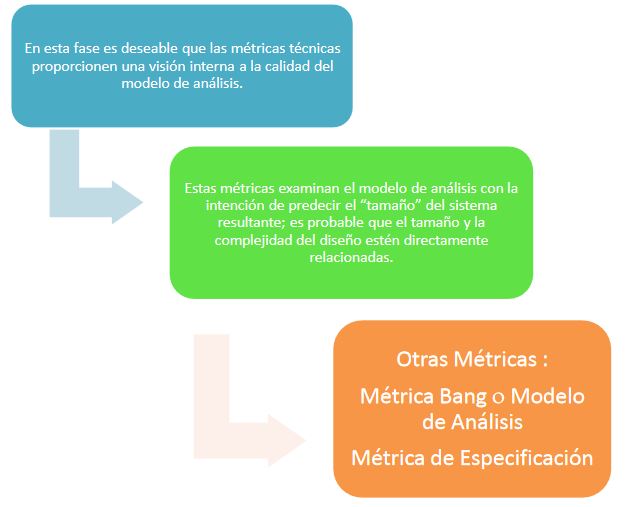 En esta fase es deseable que las métricas técnicas
proporcionen una visión interna a la calidad del
modelo de análisis.
Estas métricas examinan el modelo de análisis con la
intención de predecir el “tamaño” del sistema
resultante; es probable que el tamaño y la
complejidad del diseño estén directamente
relacionadas.
Otras Métricas :
Métrica Bang o Modelo
de Análisis
Métrica de Especificación